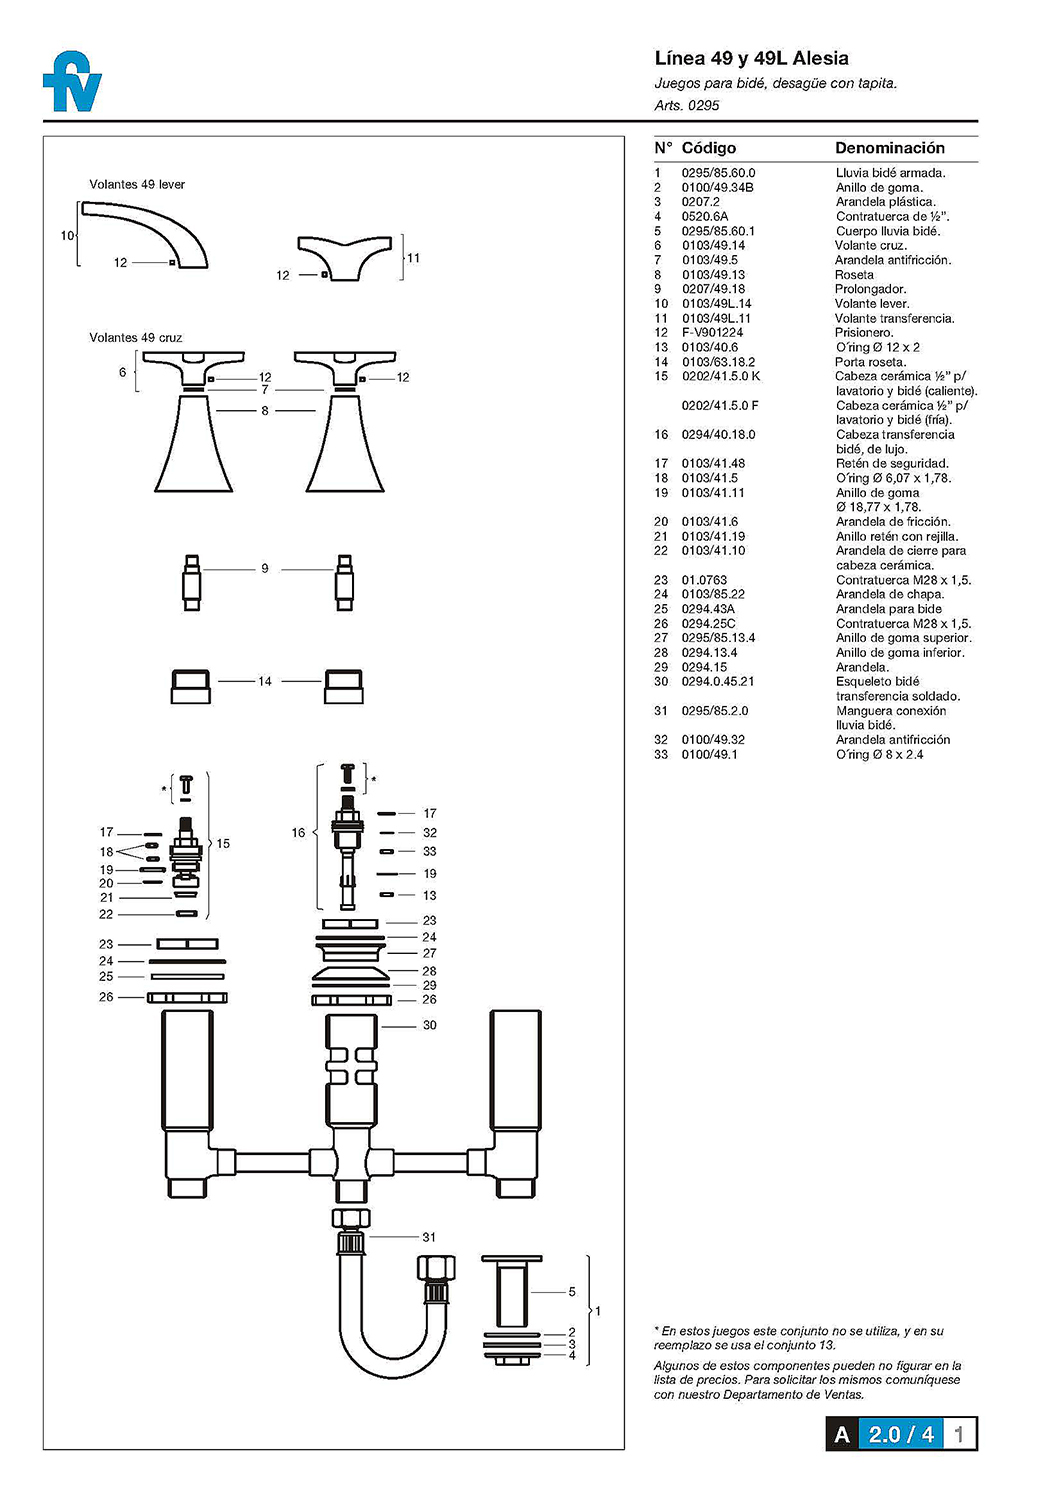 fv
Línea 49 y 49L Alesia
Juegos para bidé, desagüe con tapita.
Arts. 0295
N° Código Denominación
1 0295/85.60.0 Lluvia bidé armada.
2 0100/49.34B Anillo de goma.
3 0207.2 Arandela plástica.
4 0520.6A Contratuerca de ½”.
5 0295/85.60.1 Cuerpo lluvia bidé.
6 0103/49.14 Volante cruz.
7 0103/49.5 Arandela antifricción.
8 0103/49.13 Roseta
9 0207/49.18 Prolongador.
10 0103/49L.14 Volante lever.
11 0103/49L.11 Volante transferencia.
12 F-V901224 Prisionero.
13 0103/40.6 O´ring Ø 12 x 2
14 0103/63.18.2 Porta roseta.
15 0202/41.5.0 K Cabeza cerámica ½” p/
lavatorio y bidé (caliente).
0202/41.5.0 F Cabeza cerámica ½” p/
lavatorio y bidé (fría).
16 0294/40.18.0 Cabeza transferencia
bidé, de lujo.
17 0103/41.48 Retén de seguridad.
18 0103/41.5 O´ring Ø 6,07 x 1,78.
19 0103/41.11 Anillo de goma
Ø 18,77 x 1,78.
20 0103/41.6 Arandela de fricción.
21 0103/41.19 Anillo retén con rejilla.
22 0103/41.10 Arandela de cierre para
cabeza cerámica.
23 01.0763 Contratuerca M28 x 1,5.
24 0103/85.22 Arandela de chapa.
25 0294.43A Arandela para bide
26 0294.25C Contratuerca M28 x 1,5.
27 0295/85.13.4 Anillo de goma superior.
28 0294.13.4 Anillo de goma inferior.
29 0294.15 Arandela.
30 0294.0.45.21 Esqueleto bidé
transferencia soldado.
31 0295/85.2.0 Manguera conexión
lluvia bidé.
32 0100/49.32 Arandela antifricción
33 0100/49.1 O´ring Ø 8 x 2.4
Volantes 49 lever
10
12
12
11
Volantes 49 cruz
6
12
12
7
8
9
14
*
*
17
18
19
20
21
22
15
16
17
32
33
19
13
23
24
25
26
23
24
27
28
29
26
30
31
5
1
2
3
4
* En estos juegos este conjunto no se utiliza, y en su
reemplazo se usa el conjunto 13.
Algunos de estos componentes pueden no figurar en la
lista de precios. Para solicitar los mismos comuníquese
con nuestro Departamento de Ventas.
A 2.0 / 4 1